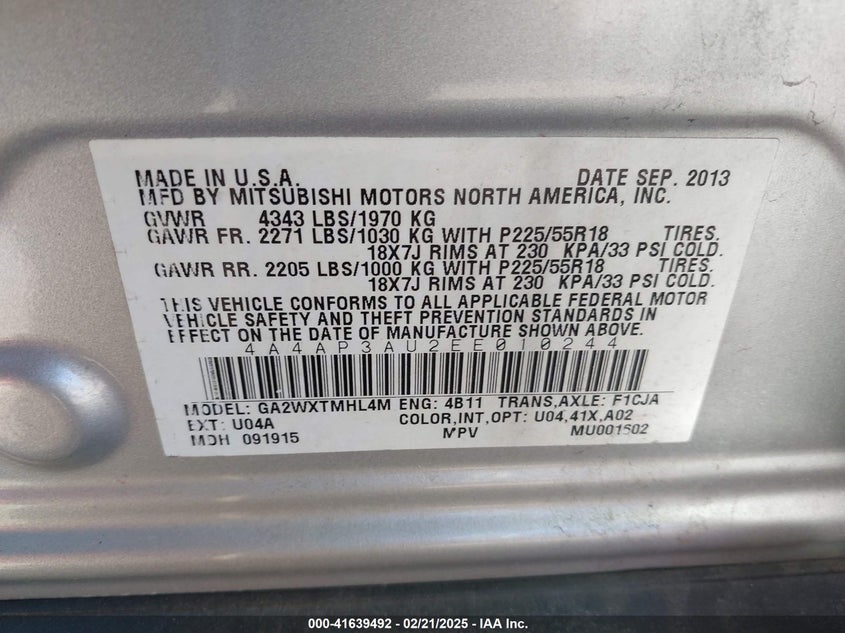 MADE IN U.S.A. DATE SEP. 2013
MFD BY MITSUBISHI MOTORS NORTH AMERICA, INC.
GVWR 4343 LBS/1970 KG
GAWR FR. 2271 LBS/1030 KG WITH P225/55R18 TIRES.
18X7J RIMS AT 230 KPA/33 PSI COLD.
GAWR RR. 2205 LBS/1000 KG WITH P225/55R18 TIRES.
18X7J RIMS AT 230 KPA/33 PSI COLD.
THIS VEHICLE CONFORMS TO ALL APPLICABLE FEDERAL MOTOR
VEHICLE SAFETY AND THEFT PREVENTION STANDARDS IN
EFFECT ON THE DATE OF MANUFACTURE SHOWN ABOVE.
4A4AP3AU2EE010244
MODEL: GA2WXTMHL4M ENG: 4B11 TRANS,AXLE: F1CJA
EXT: U04A COLOR,INT,OPT: U04,41X,A02
MDH 091915 MPV MU001502
000-41639492 - 02/21/2025 - IAA Inc.